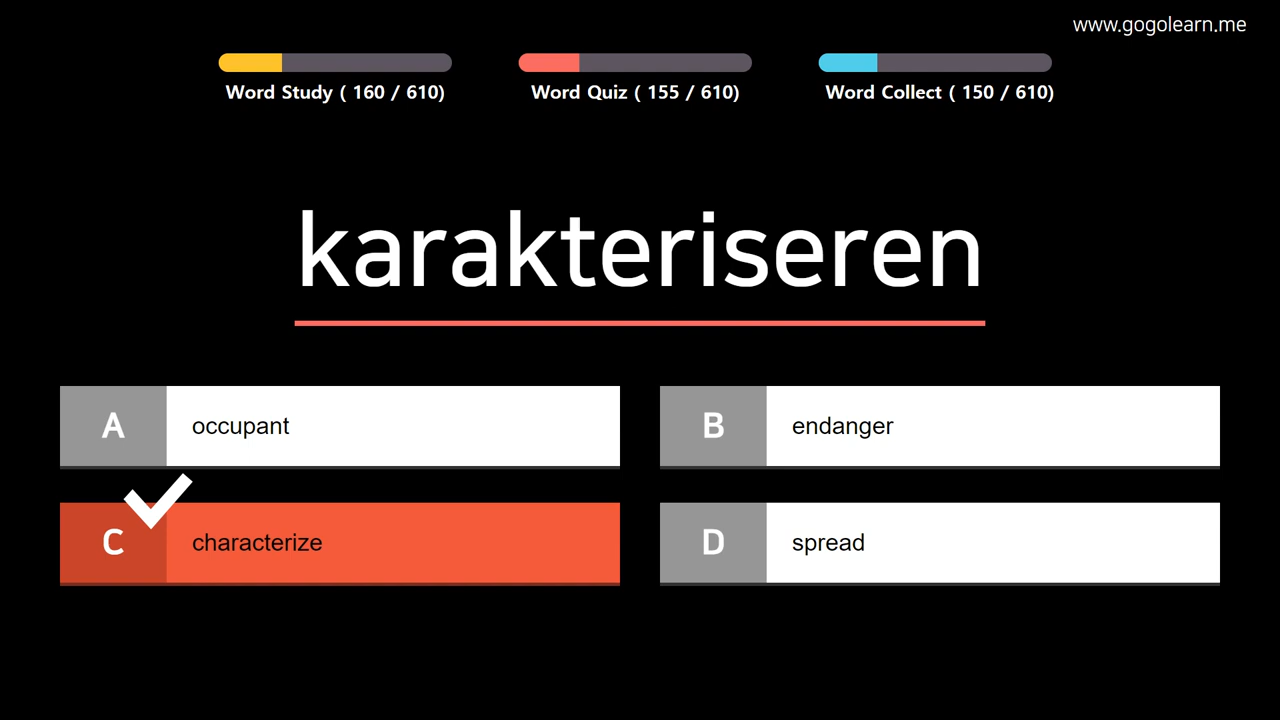 www.gogolearn.me
Word Study ( 160 / 610)
Word Quiz ( 155 / 610)
Word Collect ( 150 / 610)
karakteriseren
A occupant
B endanger
C characterize
D spread